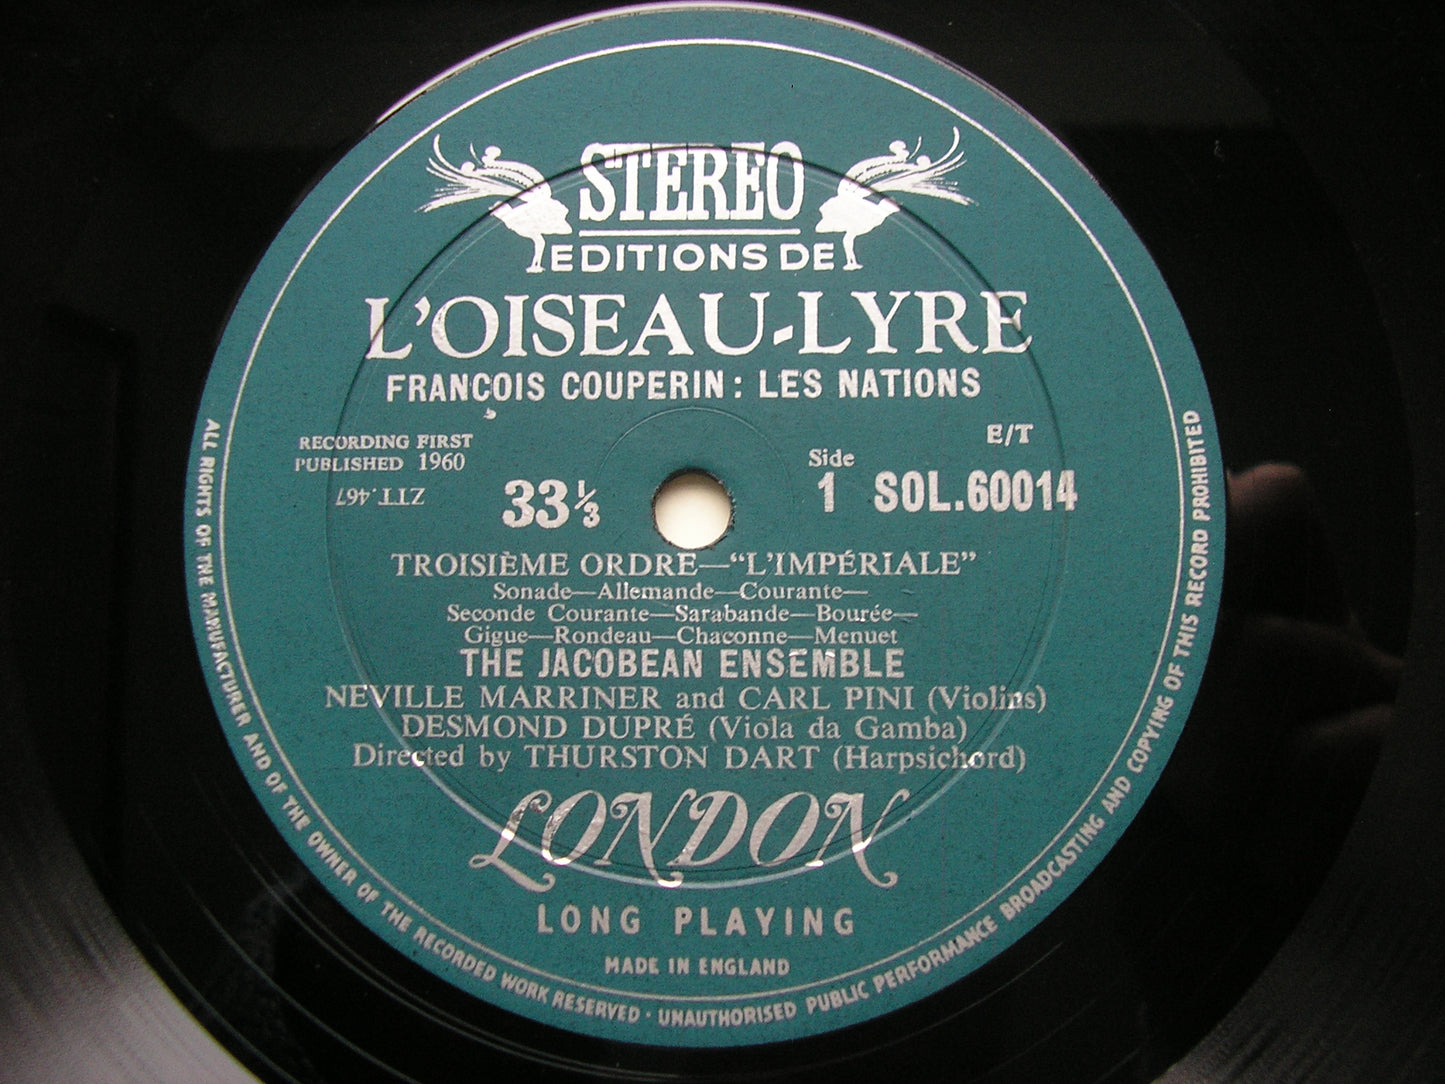 STEREO
EDITIONS DE
L'OISEAU-LYRE
FRANÇOIS COUPERIN: LES NATIONS
RECORDING FIRST
PUBLISHED 1960
ZTT.467
33⅓
E/T
Side
1 SOL.60014
TROISIÈME ORDRE—“L'IMPÉRIALE”
Sonade—Allemande—Courante—
Seconde Courante—Sarabande—Bourée—
Gigue—Rondeau—Chaconne—Menuet
THE JACOBEAN ENSEMBLE
NEVILLE MARRINER and CARL PINI (Violins)
DESMOND DUPRÉ (Viola da Gamba)
Directed by THURSTON DART (Harpsichord)
LONDON
LONG PLAYING
MADE IN ENGLAND
ALL RIGHTS OF THE MANUFACTURER AND OF THE OWNER OF THE RECORDED WORK RESERVED · UNAUTHORISED PUBLIC PERFORMANCE BROADCASTING AND COPYING OF THIS RECORD PROHIBITED